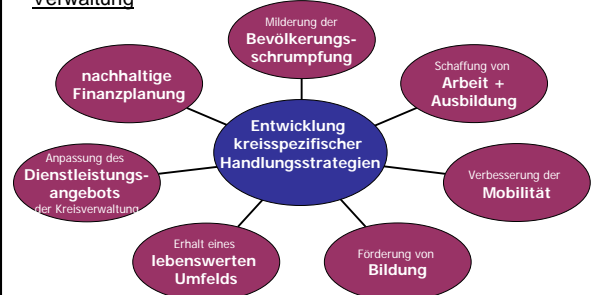 Verwaltung
Milderung der
Bevölkerungs-
schrumpfung
Schaffung von
Arbeit +
Ausbildung
Verbesserung der
Mobilität
Förderung von
Bildung
Erhalt eines
lebenswerten
Umfelds
Anpassung des
Dienstleistungs-
angebots
der Kreisverwaltung
nachhaltige
Finanzplanung
Entwicklung
kreisspezifischer
Handlungsstrategien